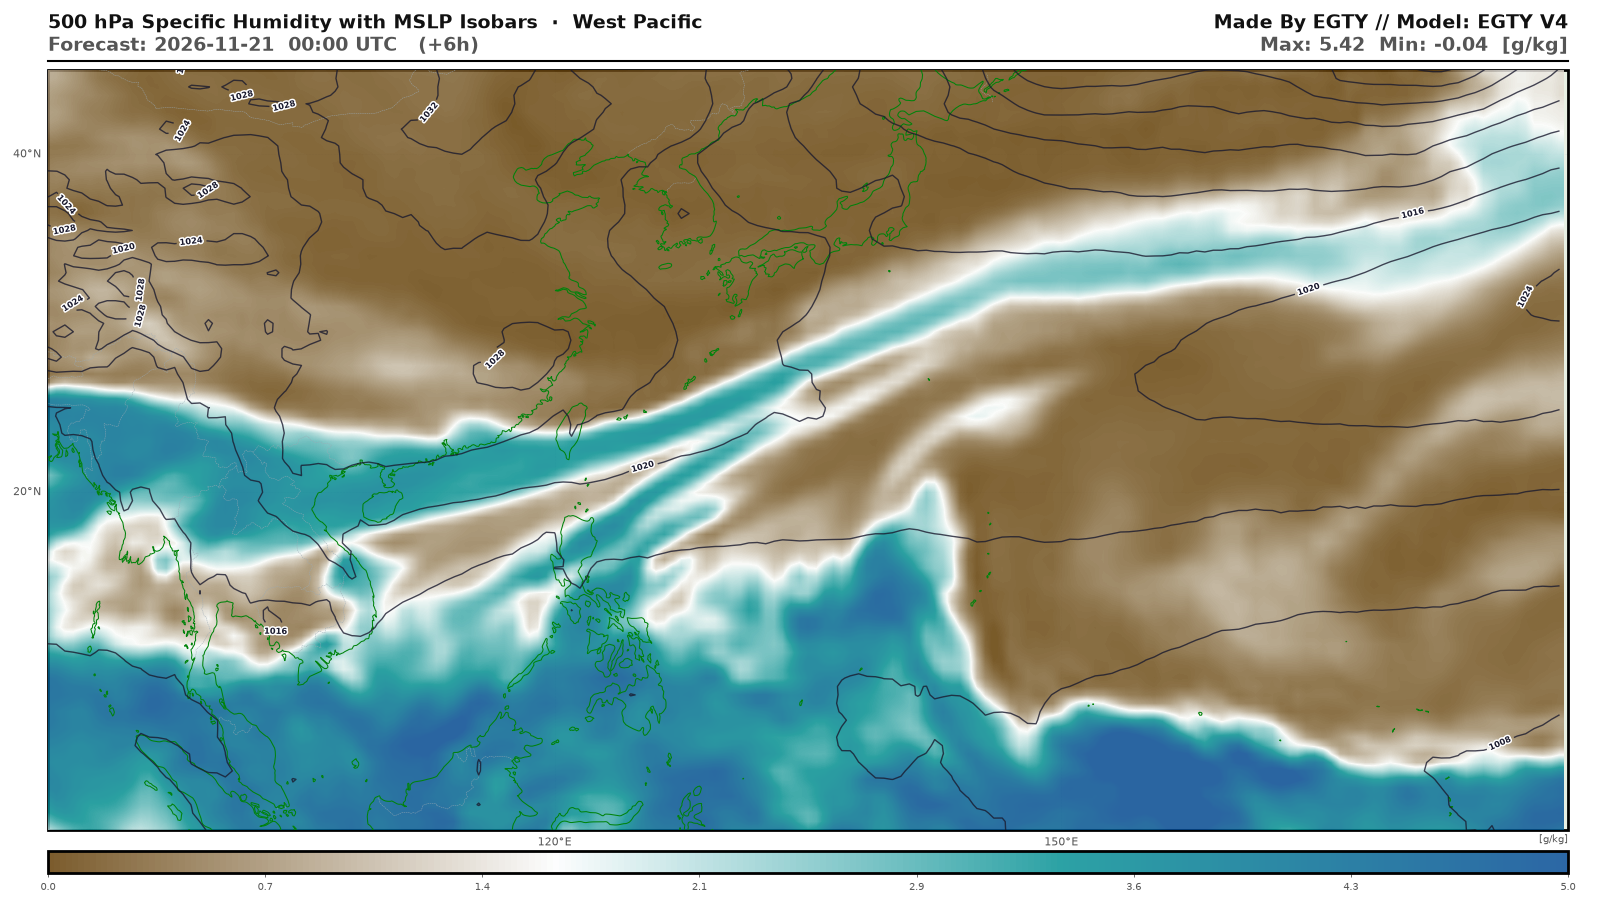 500 hPa Specific Humidity with MSLP Isobars · West Pacific
Made By EGTY // Model: EGTY V4
Forecast: 2026-11-21 00:00 UTC (+6h)
Max: 5.42 Min: -0.04 [g/kg]
1028
1028
1032
1024
40°N
1028
1024
1028
1016
1024
1020
1028
1024
1020
1024
1028
1028
1020
20°N
1016
1008
120°E
150°E
[g/kg]
0.0 0.7 1.4 2.1 2.9 3.6 4.3 5.0